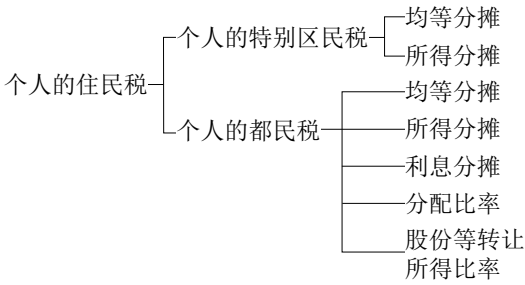 个人的住民税
个人的特别区民税
均等分摊
所得分摊
个人的都民税
均等分摊
所得分摊
利息分摊
分配比率
股份等转让
所得比率